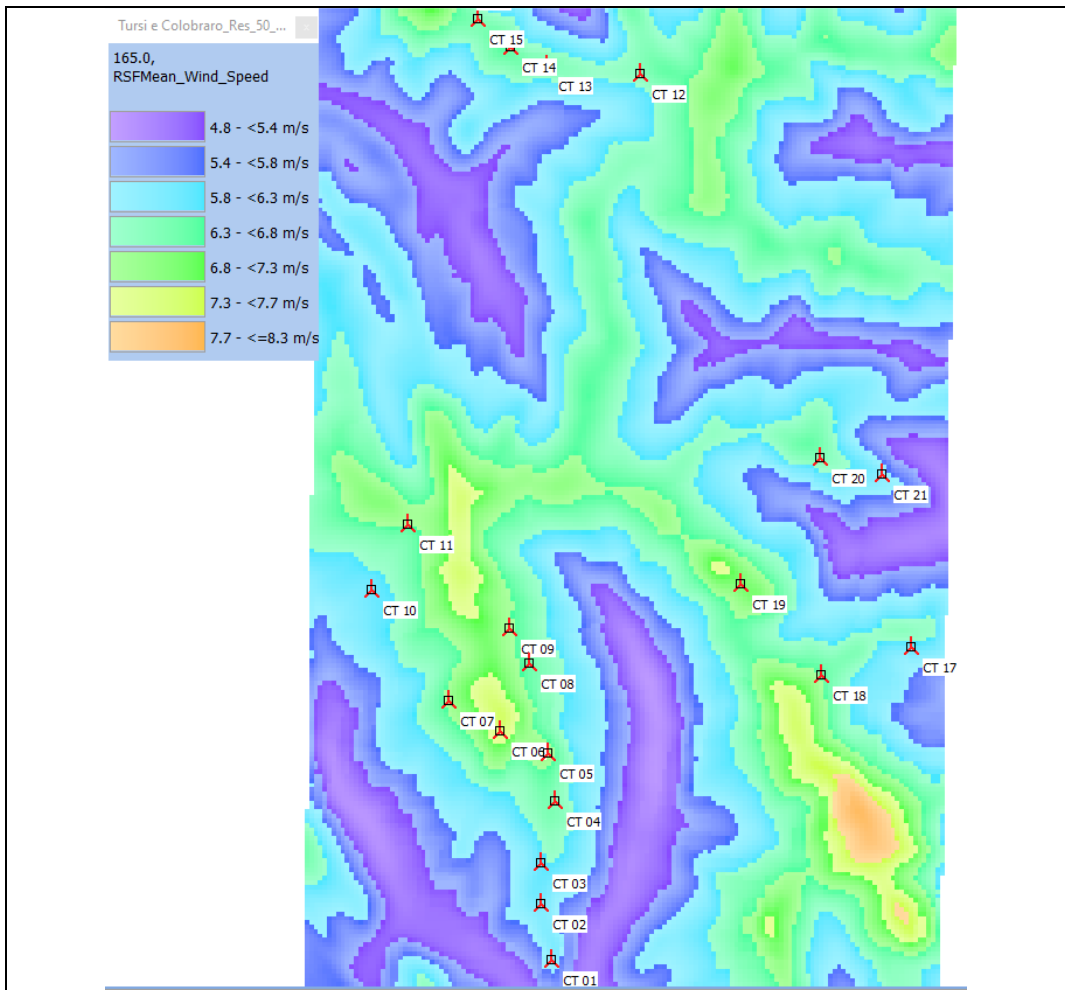 Tursi e Colobraro_Res_50_...
x
165.0,
RSFMean_Wind_Speed
4.8 - <5.4 m/s
5.4 - <5.8 m/s
5.8 - <6.3 m/s
6.3 - <6.8 m/s
6.8 - <7.3 m/s
7.3 - <7.7 m/s
7.7 - <=8.3 m/s
CT 15
CT 14
CT 13
CT 12
CT 20
CT 21
CT 11
CT 10
CT 19
CT 09
CT 08
CT 17
CT 18
CT 07
CT 06
CT 05
CT 04
CT 03
CT 02
CT 01